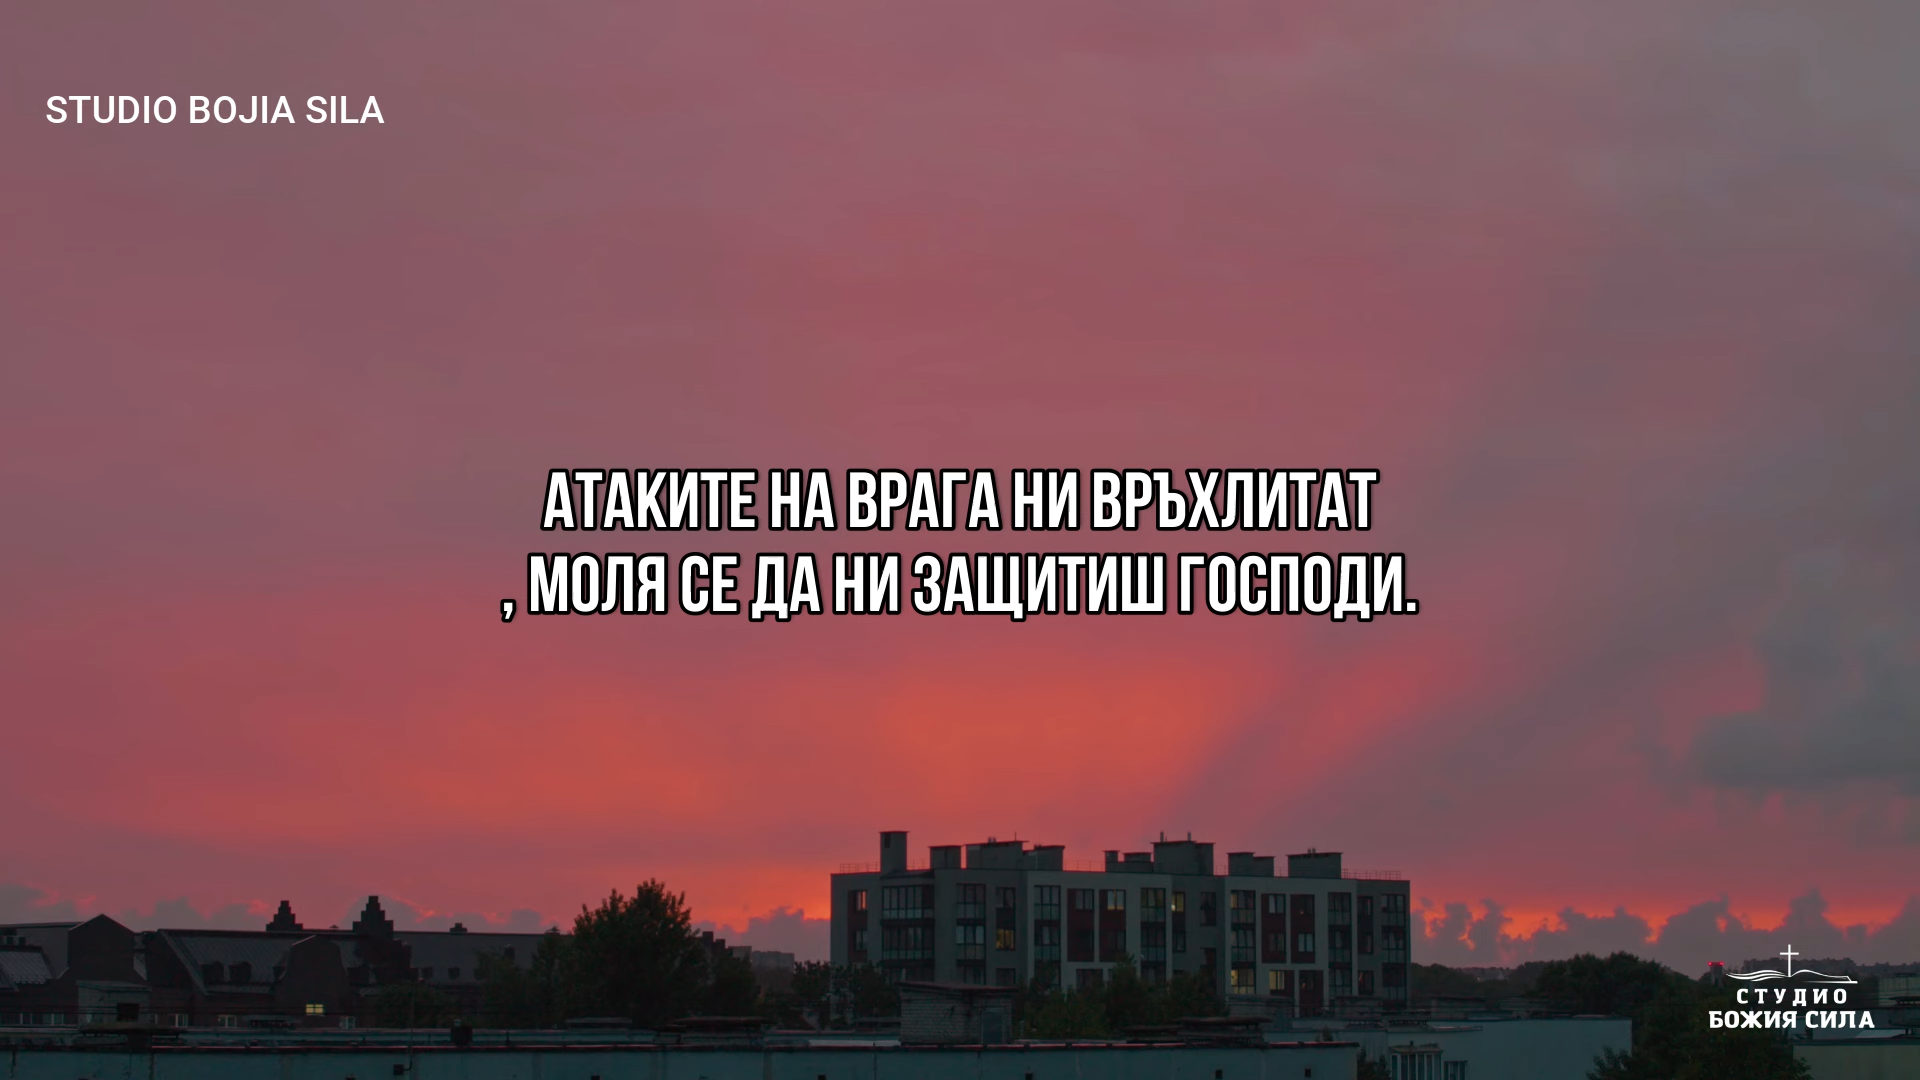 STUDIO BOJIA SILA
АТАКИТЕ НА ВРАГА НИ ВРЪХЛИТАТ
, МОЛЯ СЕ ДА НИ ЗАЩИТИШ ГОСПОДИ.
СТУДИО
БОЖИЯ СИЛА